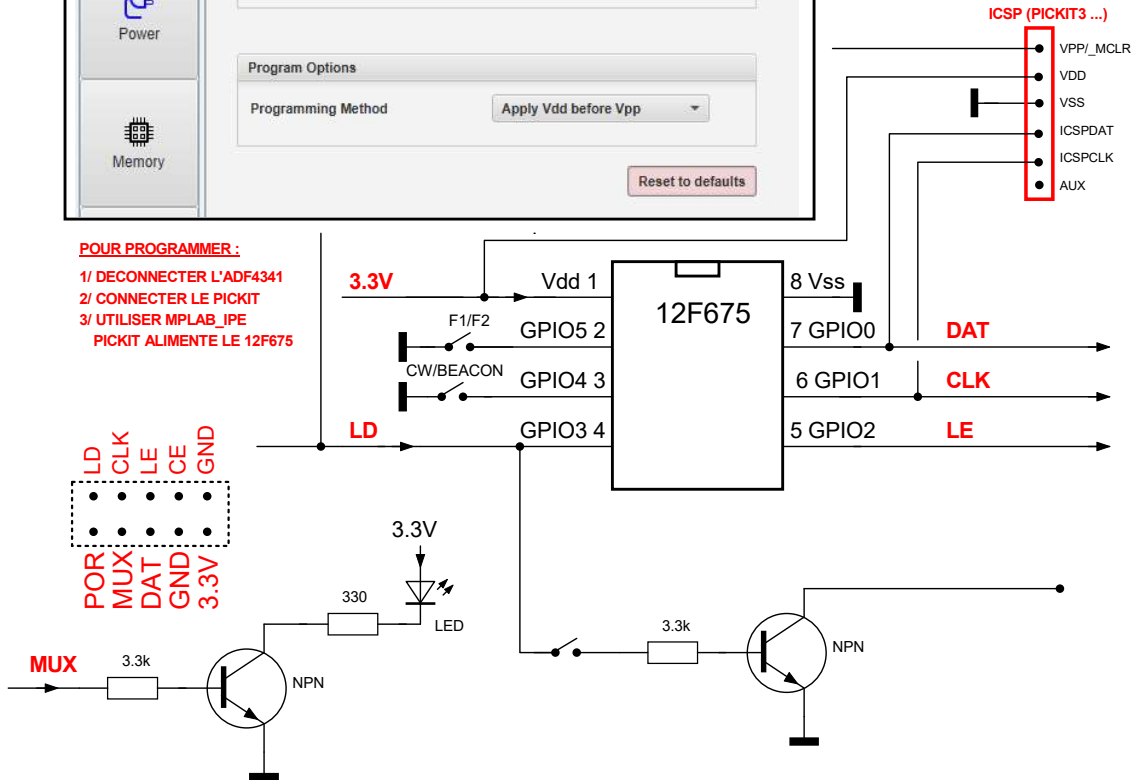 Power
Program Options
Programming Method
Apply Vdd before Vpp
Memory
Reset to defaults
ICSP (PICKIT3 ...)
VPP/_MCLR
VDD
VSS
ICSPDAT
ICSPCLK
AUX
POUR PROGRAMMER :
1/ DECONNECTER L'ADF4341
2/ CONNECTER LE PICKIT
3/ UTILISER MPLAB_IPE
PICKIT ALIMENTE LE 12F675
3.3V
Vdd 1
8 Vss
12F675
F1/F2
GPIO5 2
7 GPIO0
DAT
CW/BEACON
GPIO4 3
6 GPIO1
CLK
LD
GPIO3 4
5 GPIO2
LE
LD
CLK
LE
CE
GND
POR
MUX
DAT
GND
3.3V
3.3V
330
LED
MUX
3.3k
NPN
3.3k
NPN